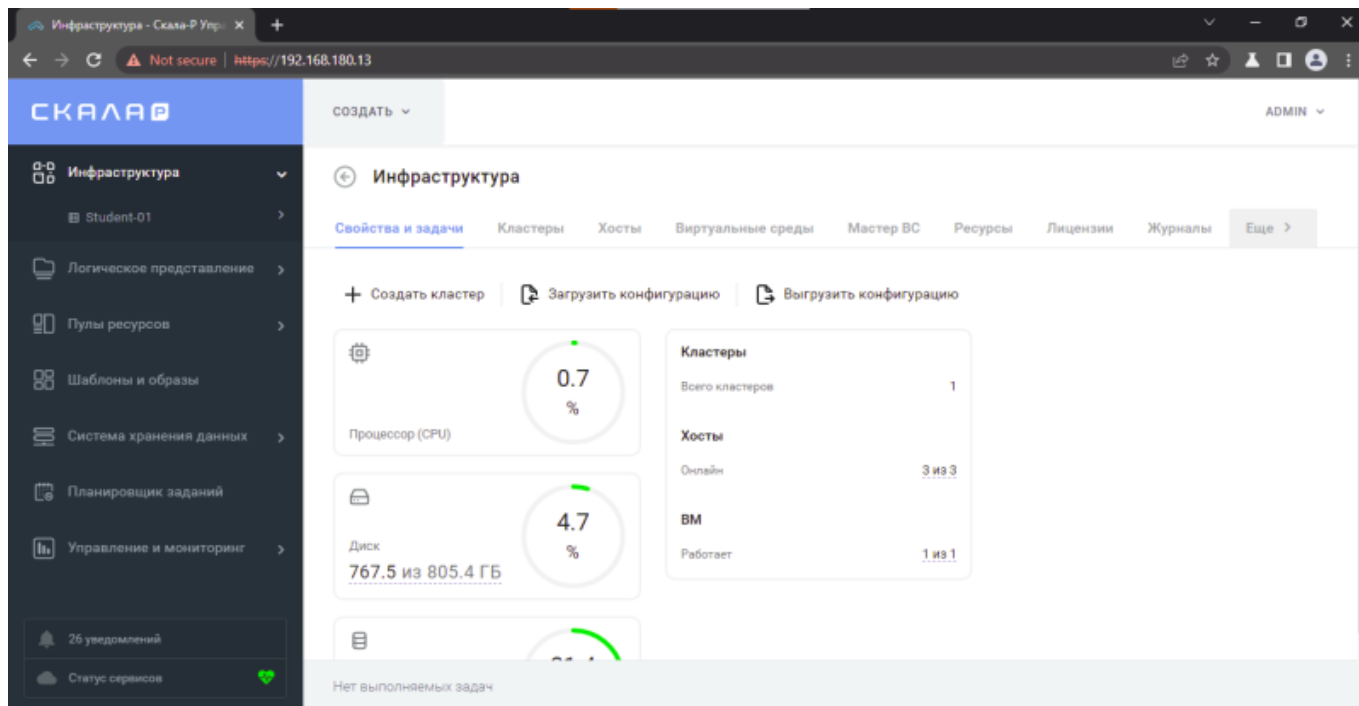 Инфраструктура - Скала-Р Упр
Not secure | https://192.168.180.13
СКАЛА Р
СОЗДАТЬ
ADMIN
Инфраструктура
Student-01
Логическое представление
Пулы ресурсов
Шаблоны и образы
Система хранения данных
Планировщик заданий
Управление и мониторинг
26 уведомлений
Статус сервисов
Инфраструктура
Свойства и задачи Кластеры Хосты Виртуальные среды Мастер ВС Ресурсы Лицензии Журналы Еще >
Создать кластер Загрузить конфигурацию Выгрузить конфигурацию
0.7
%
Процессор (CPU)
4.7
%
Диск
767.5 из 805.4 ГБ
Кластеры
Всего кластеров 1
Хосты
Онлайн 3 из 3
ВМ
Работает 1 из 1
Нет выполняемых задач